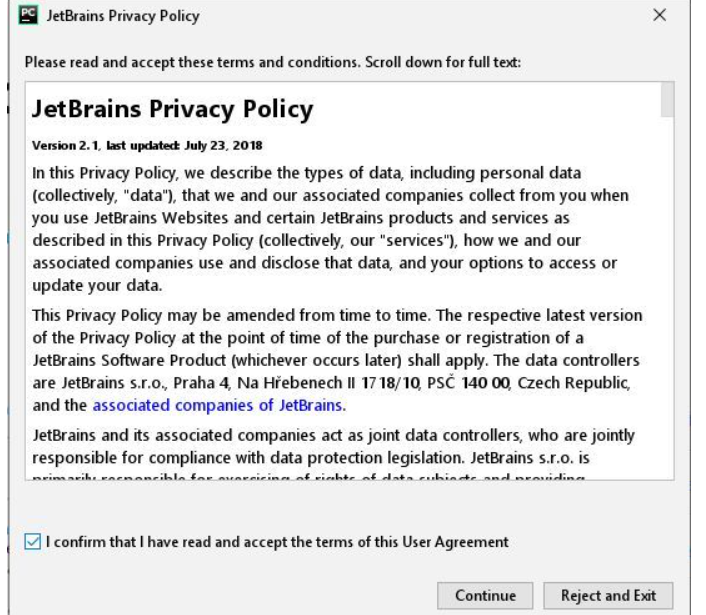 PC JetBrains Privacy Policy
Please read and accept these terms and conditions. Scroll down for full text:
JetBrains Privacy Policy
Version 2.1, last updated: July 23, 2018
In this Privacy Policy, we describe the types of data, including personal data
(collectively, "data"), that we and our associated companies collect from you when
you use JetBrains Websites and certain JetBrains products and services as
described in this Privacy Policy (collectively, our "services"), how we and our
associated companies use and disclose that data, and your options to access or
update your data.
This Privacy Policy may be amended from time to time. The respective latest version
of the Privacy Policy at the point of time of the purchase or registration of a
JetBrains Software Product (whichever occurs later) shall apply. The data controllers
are JetBrains s.r.o., Praha 4, Na Hřebenech II 1718/10, PSČ 140 00, Czech Republic,
and the associated companies of JetBrains.
JetBrains and its associated companies act as joint data controllers, who are jointly
responsible for compliance with data protection legislation. JetBrains s.r.o. is
primarily responsible for exercising of rights of data subjects and providing
I confirm that I have read and accept the terms of this User Agreement
Continue
Reject and Exit